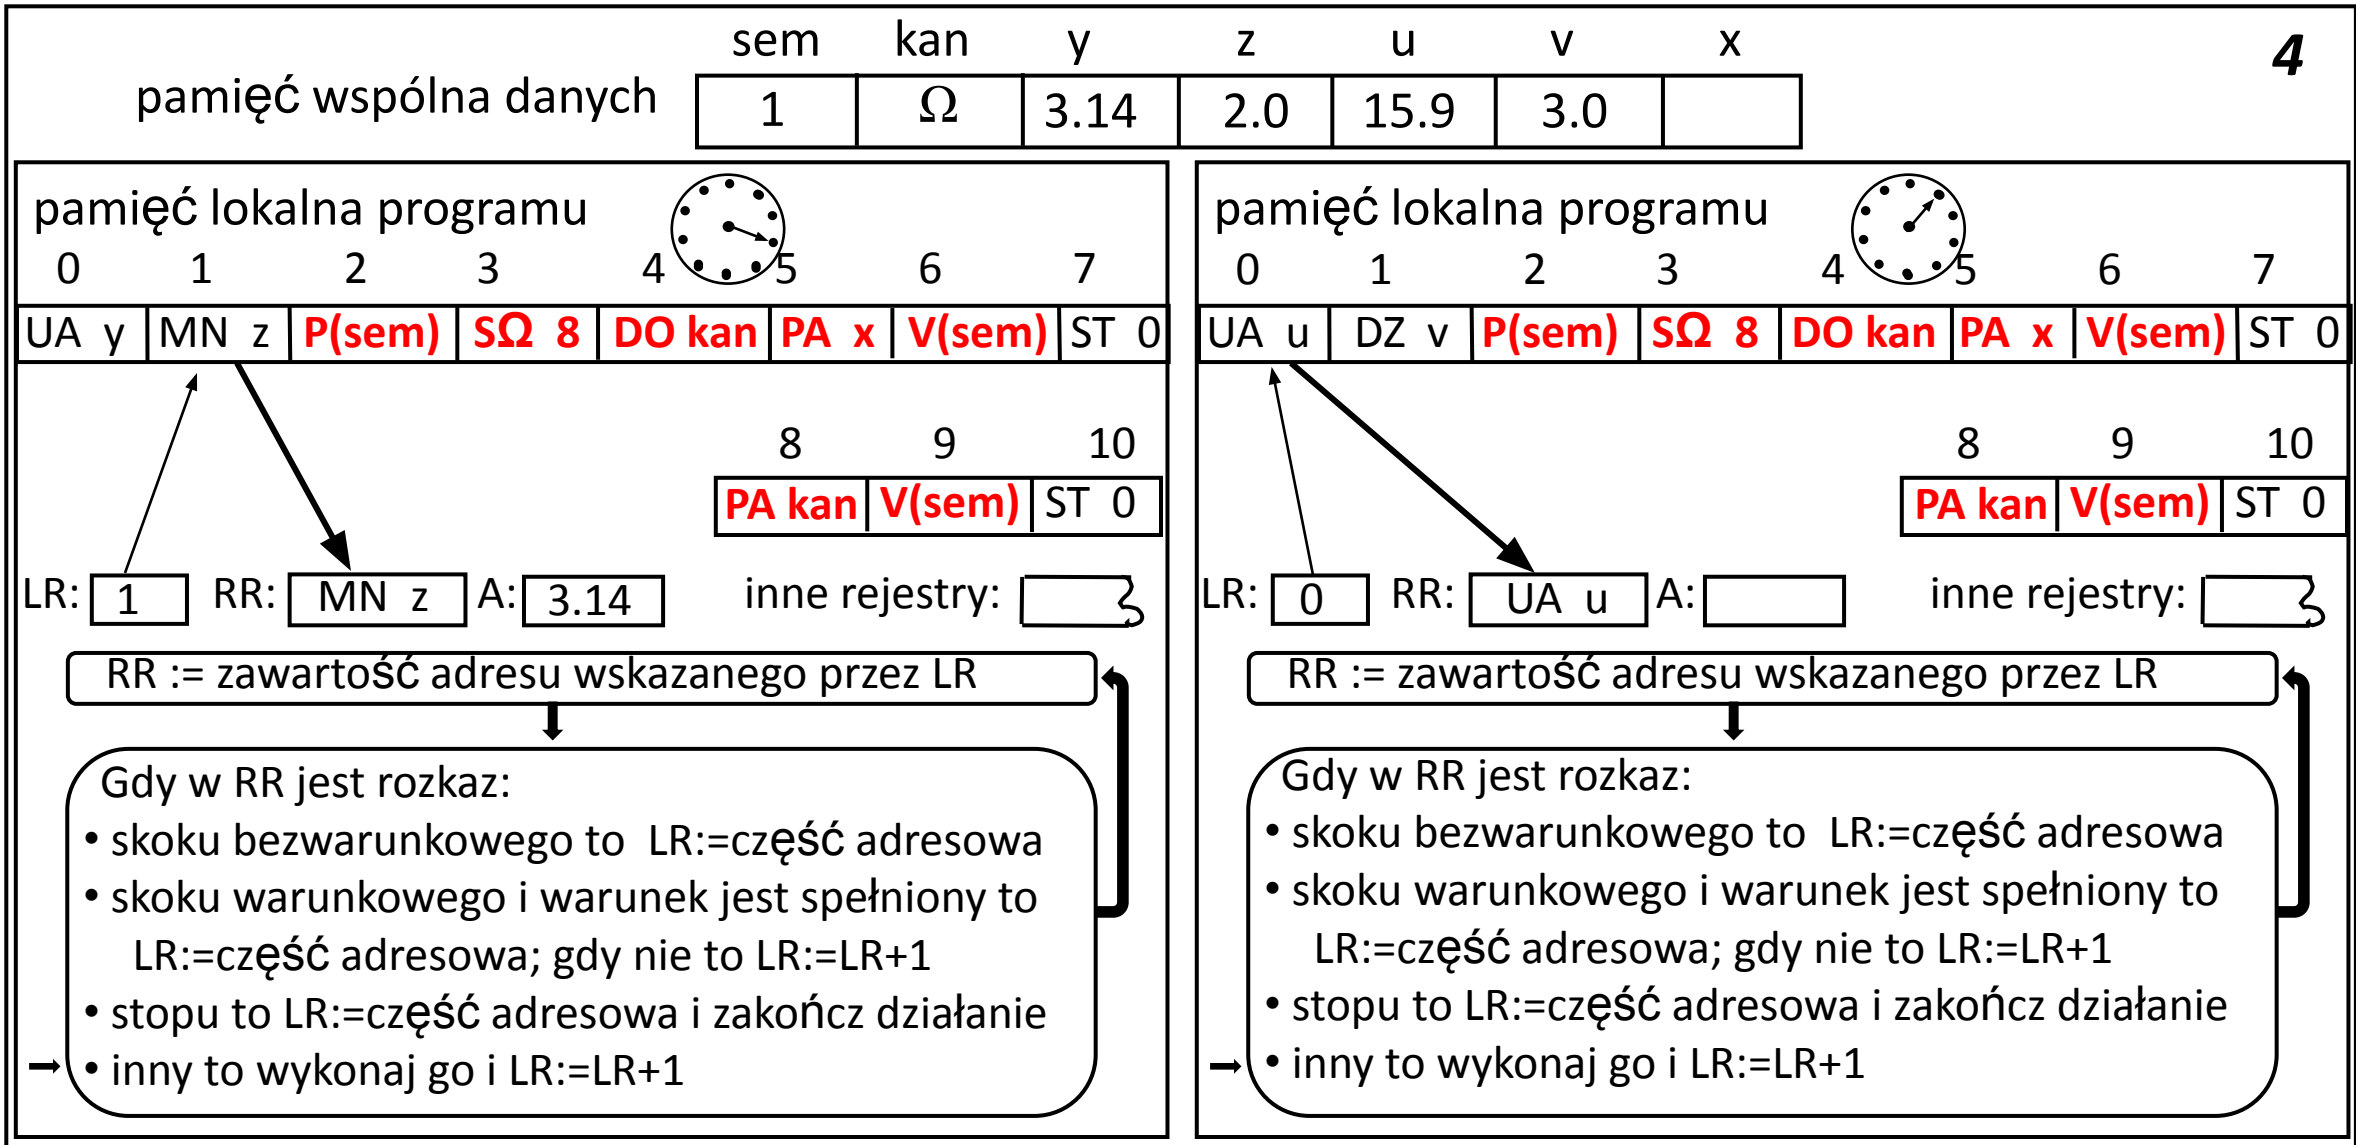 sem kan y z u v x
4
pamięć wspólna danych 1 Ω 3.14 2.0 15.9 3.0
pamięć lokalna programu
0 1 2 3 4 5 6 7
UA y MN z P(sem) SΩ 8 DO kan PA x V(sem) ST 0
8 9 10
PA kan V(sem) ST 0
LR: 1 RR: MN z A: 3.14 inne rejestry:
RR := zawartość adresu wskazanego przez LR
Gdy w RR jest rozkaz:
• skoku bezwarunkowego to LR:=część adresowa
• skoku warunkowego i warunek jest spełniony to
LR:=część adresowa; gdy nie to LR:=LR+1
• stopu to LR:=część adresowa i zakończ działanie
• inny to wykonaj go i LR:=LR+1
pamięć lokalna programu
0 1 2 3 4 5 6 7
UA u DZ v P(sem) SΩ 8 DO kan PA x V(sem) ST 0
8 9 10
PA kan V(sem) ST 0
LR: 0 RR: UA u A: inne rejestry:
RR := zawartość adresu wskazanego przez LR
Gdy w RR jest rozkaz:
• skoku bezwarunkowego to LR:=część adresowa
• skoku warunkowego i warunek jest spełniony to
LR:=część adresowa; gdy nie to LR:=LR+1
• stopu to LR:=część adresowa i zakończ działanie
• inny to wykonaj go i LR:=LR+1